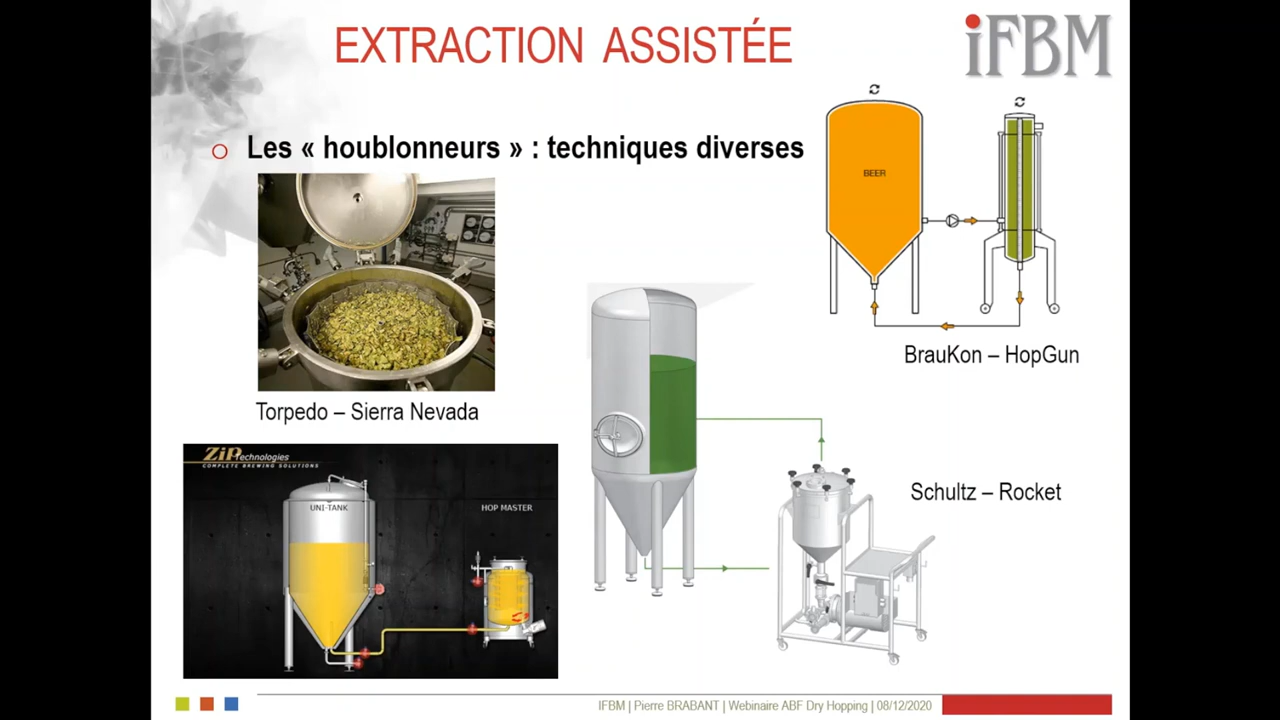 EXTRACTION ASSISTÉE
iFBM
Les « houblonneurs » : techniques diverses
BEER
BrauKon – HopGun
Torpedo – Sierra Nevada
ZiP Technologies
COMPLETE BREWING SOLUTIONS
UNI-TANK
HOP MASTER
Schultz – Rocket
IFBM | Pierre BRABANT | Webinaire ABF Dry Hopping | 08/12/2020